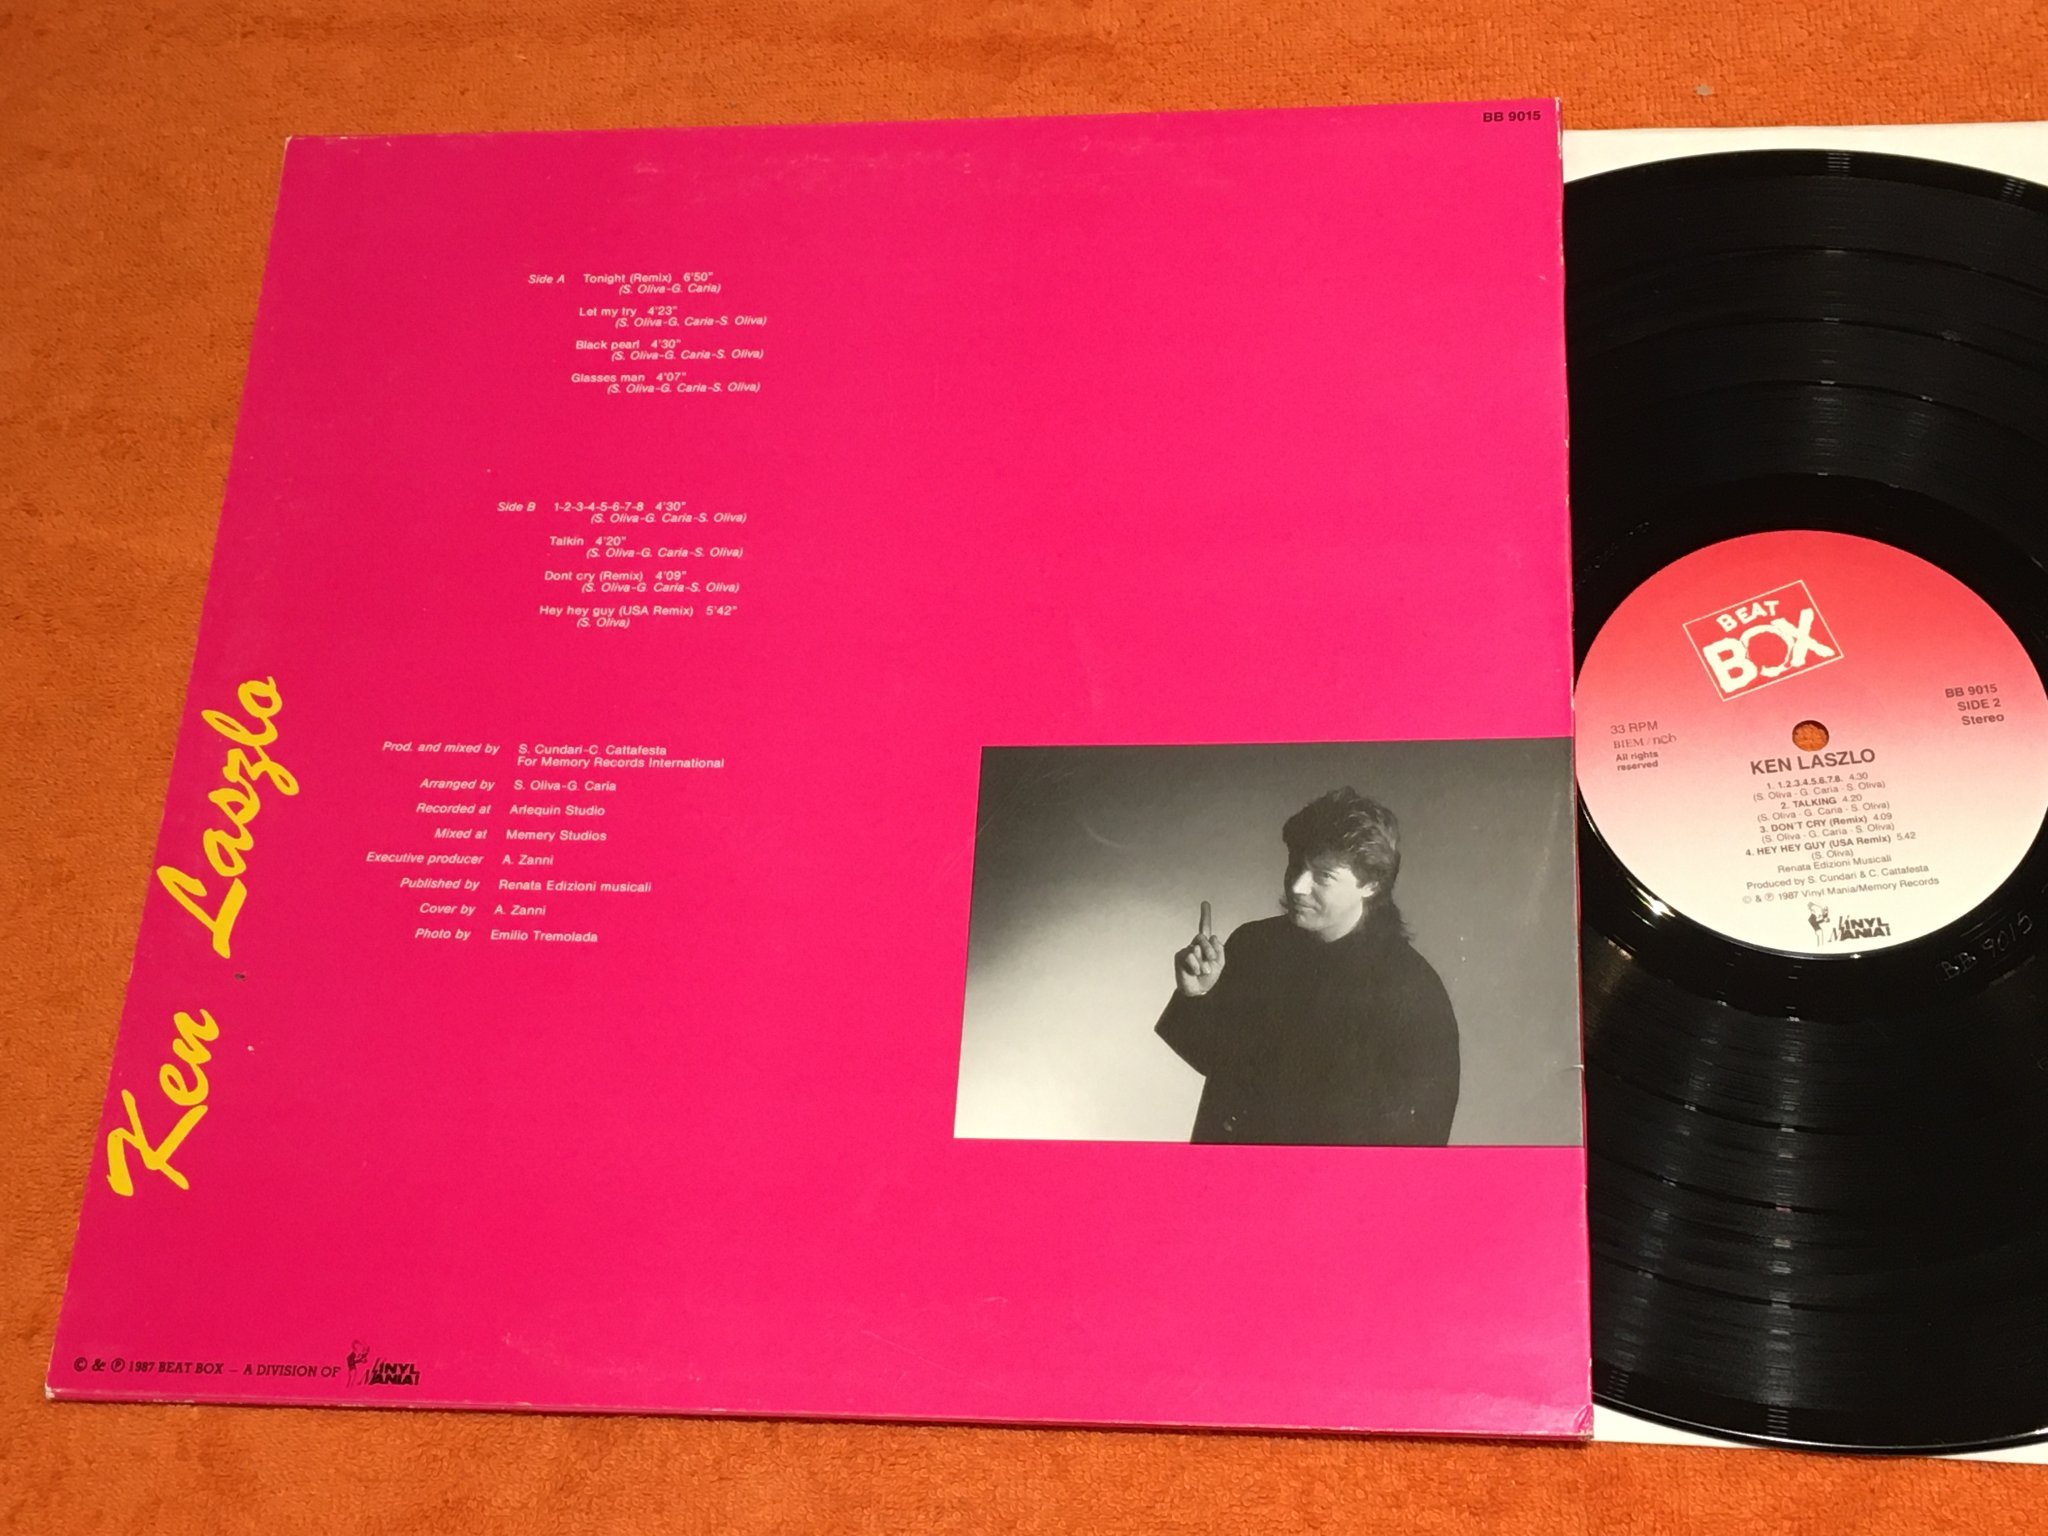 BB 9015
Side A Tonight (Remix) 6'50"
(S. Oliva-G. Caria)
Let my try 4'23"
(S. Oliva-G. Caria-S. Oliva)
Black pearl 4'30"
(S. Oliva-G. Caria-S. Oliva)
Glasses man 4'07"
(S. Oliva-G. Caria-S. Oliva)
Side B 1-2-3-4-5-6-7-8 4'30"
(S. Oliva-G. Caria-S. Oliva)
Talkin 4'20"
(S. Oliva-G. Caria-S. Oliva)
Dont cry (Remix) 4'09"
(S. Oliva-G. Caria-S. Oliva)
Hey hey guy (USA Remix) 5'42"
(S. Oliva)
Prod. and mixed by S. Cundari-C. Cattafesta
For Memory Records International
Arranged by S. Oliva-G. Caria
Recorded at Arlequin Studio
Mixed at Memery Studios
Executive producer A. Zanni
Published by Renata Edizioni musicali
Cover by A. Zanni
Photo by Emilio Tremolada
Ken Laszlo
© & ℗ 1987 BEAT BOX – A DIVISION OF VINYL MANIA!
BEAT
BOX
BB 9015
SIDE 2
Stereo
33 RPM
BIEM/ncb
All rights
reserved
KEN LASZLO
1. 1.2.3.4.5.6.7.8. 4.30
(S. Oliva - G. Caria - S. Oliva)
2. TALKING 4.20
(S. Oliva - G. Caria - S. Oliva)
3. DON'T CRY (Remix) 4.09
(S. Oliva - G. Caria - S. Oliva)
4. HEY HEY GUY (USA Remix) 5.42
(S. Oliva)
Renata Edizioni Musicali
Produced by S. Cundari & C. Cattafesta
© & ℗ 1987 Vinyl Mania/Memory Records
VINYL
MANIA!
BB 9015